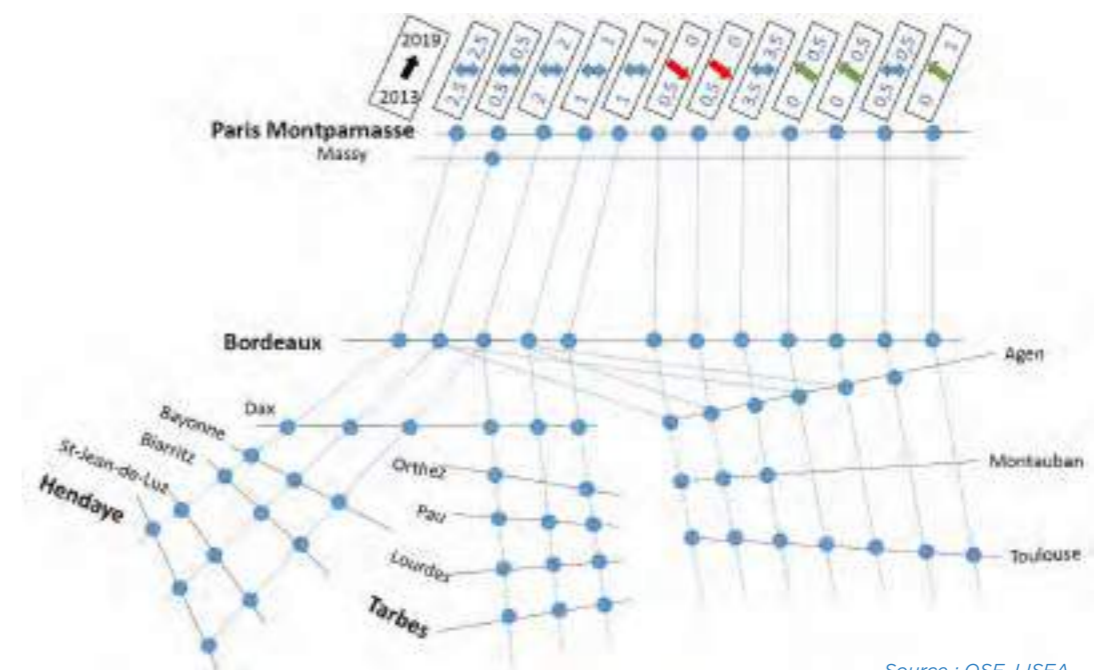 2019
2013
2,5
2,5
0,5
0,5
2
2
1
1
1
1
0
0,5
0
0,5
3,5
3,5
0,5
0
0,5
0
0,5
0,5
1
0
Paris Montparnasse
Massy
Bordeaux
Agen
Dax
Bayonne
Biarritz
St-Jean-de-Luz
Hendaye
Orthez
Pau
Lourdes
Tarbes
Montauban
Toulouse
Source : OSE, LISEA